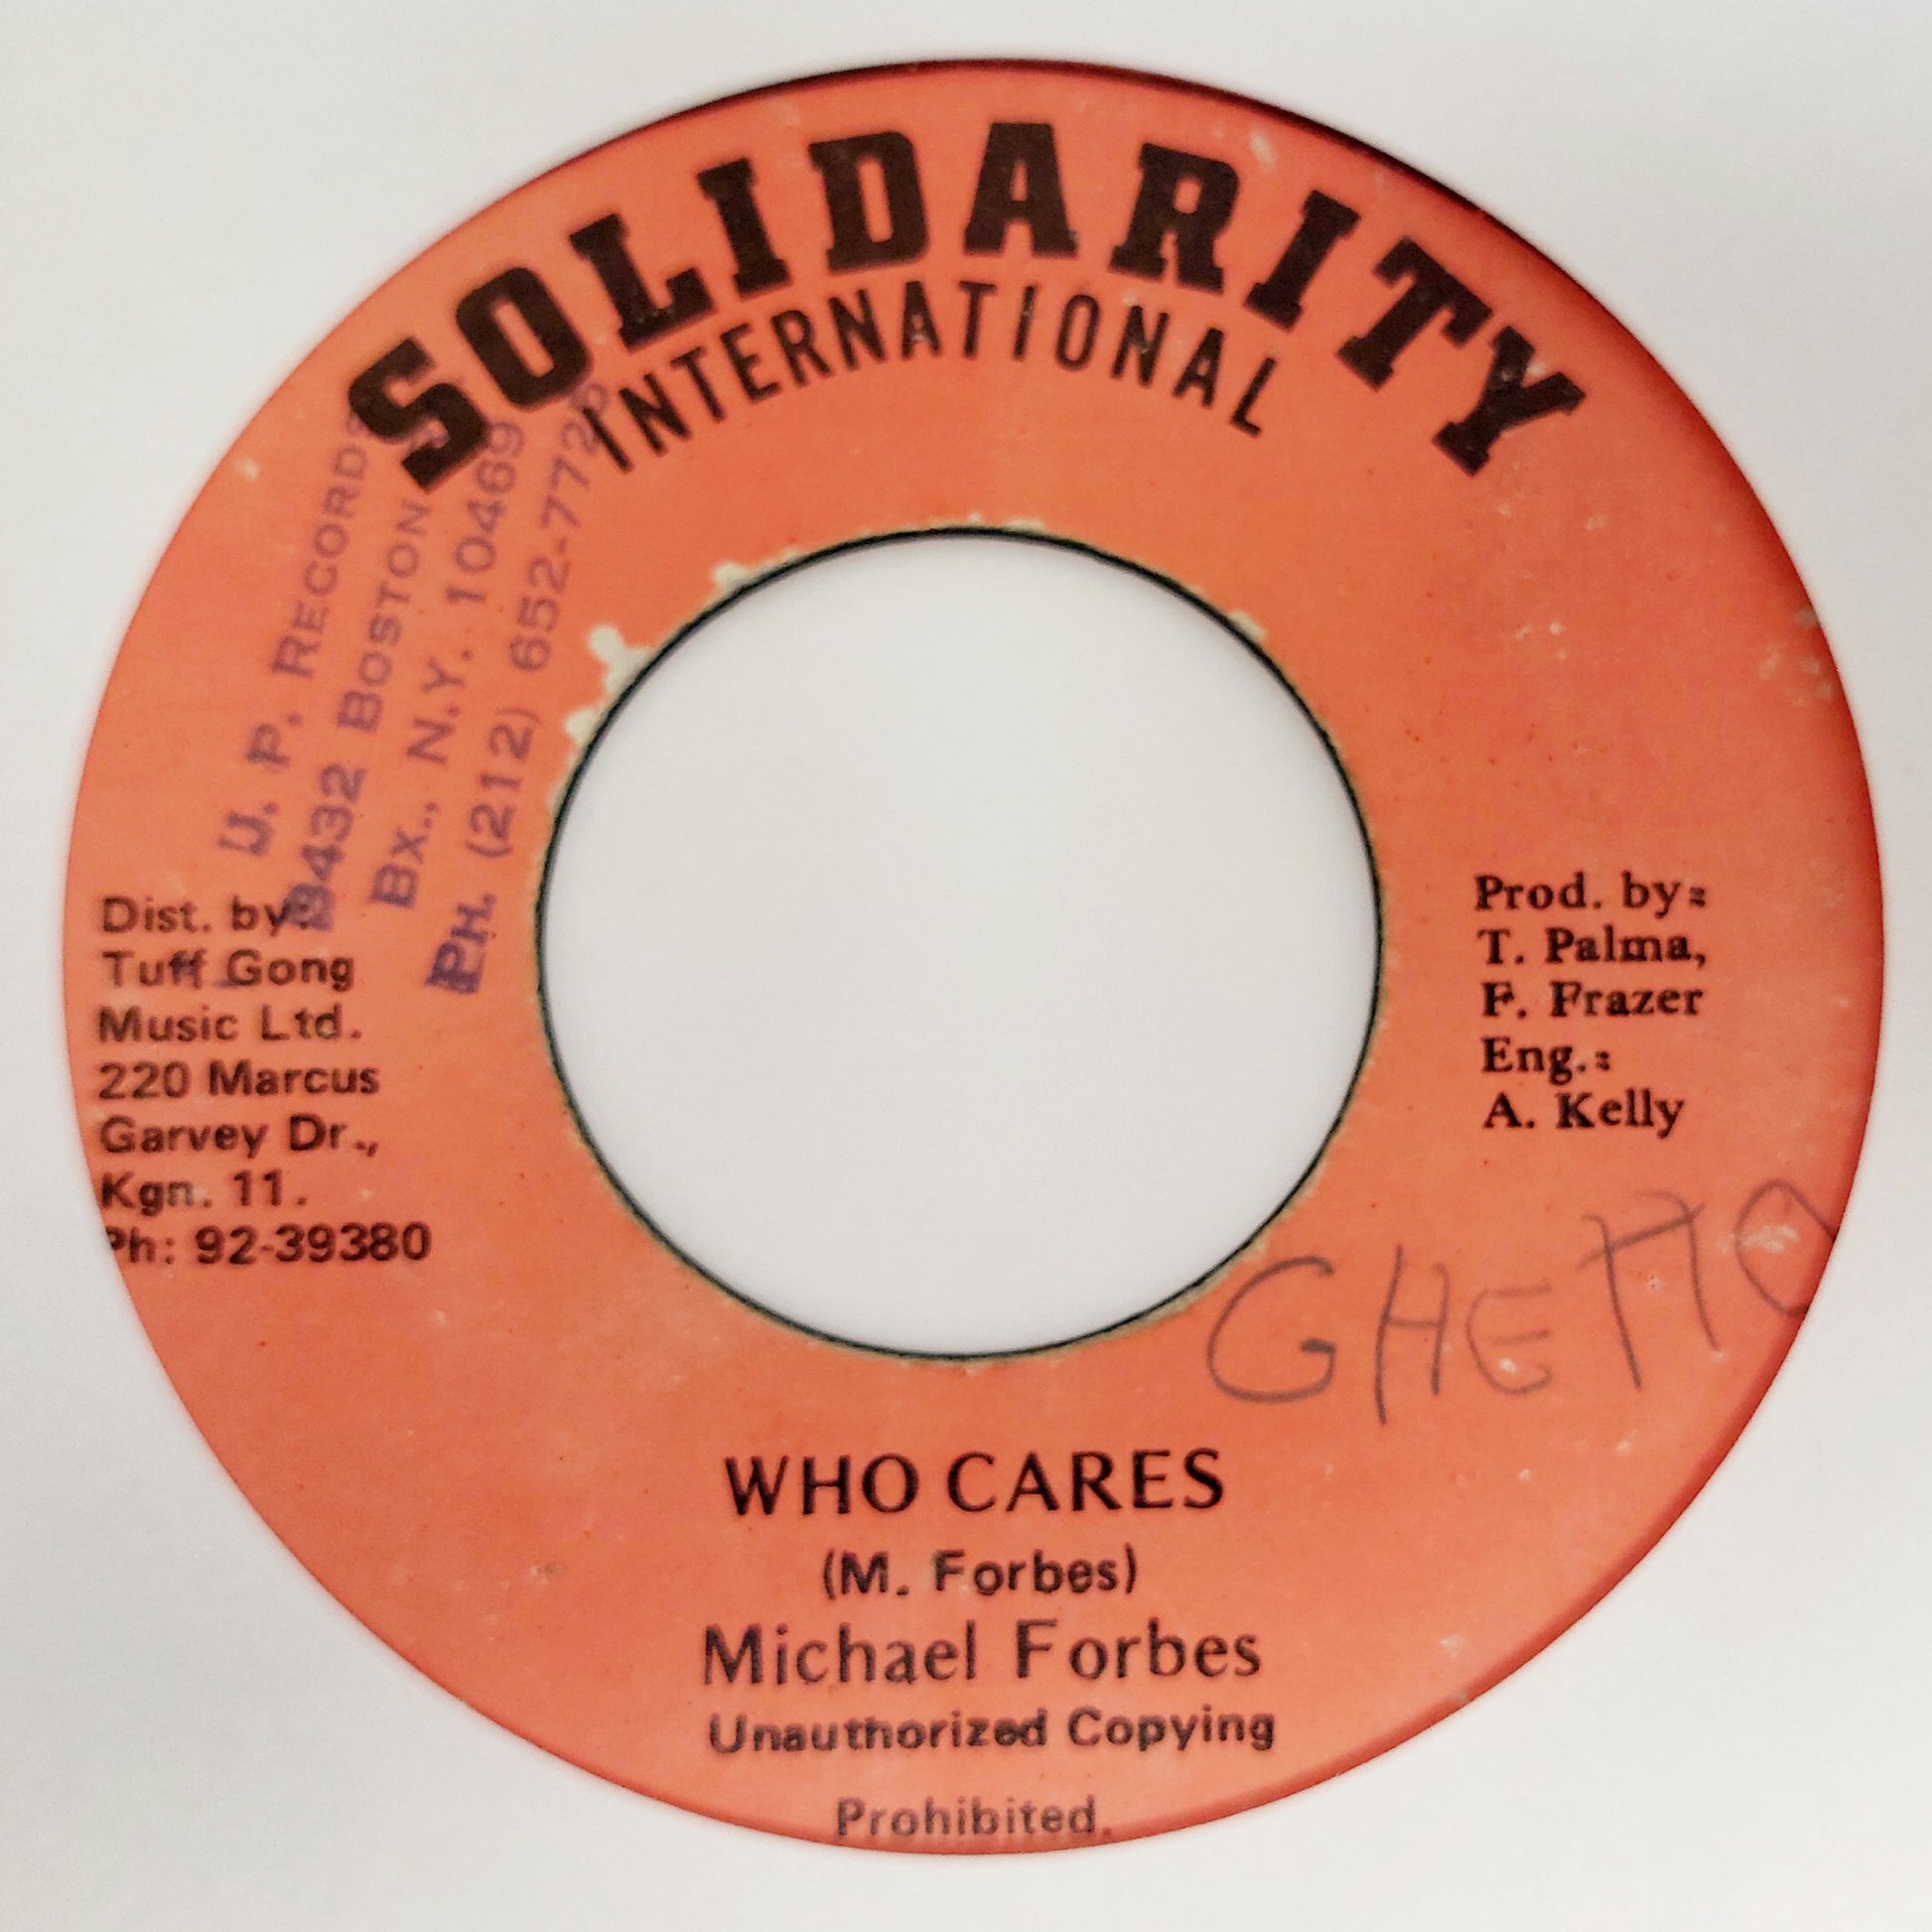 SOLIDARITY
INTERNATIONAL
U. P. RECORDS
3432 BOSTON
BX., N.Y. 10469
PH. (212) 652-7726
Dist. by:
Tuff Gong
Music Ltd.
220 Marcus
Garvey Dr.,
Kgn. 11.
Ph: 92-39380
Prod. by:
T. Palma,
F. Frazer
Eng.:
A. Kelly
GHETTO
WHO CARES
(M. Forbes)
Michael Forbes
Unauthorized Copying
Prohibited.